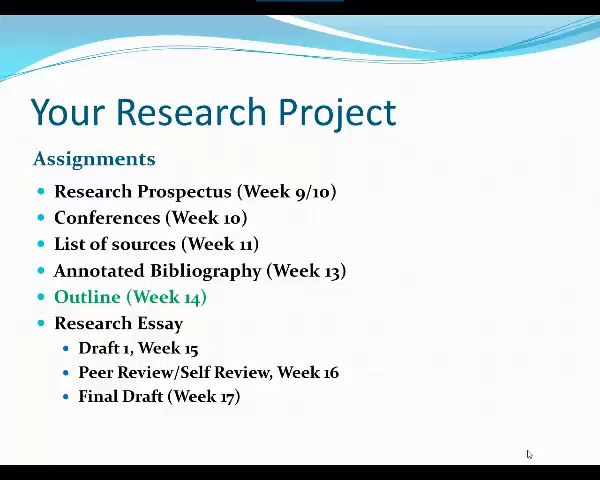 Your Research Project
Assignments
Research Prospectus (Week 9/10)
Conferences (Week 10)
List of sources (Week 11)
Annotated Bibliography (Week 13)
Outline (Week 14)
Research Essay
Draft 1, Week 15
Peer Review/Self Review, Week 16
Final Draft (Week 17)